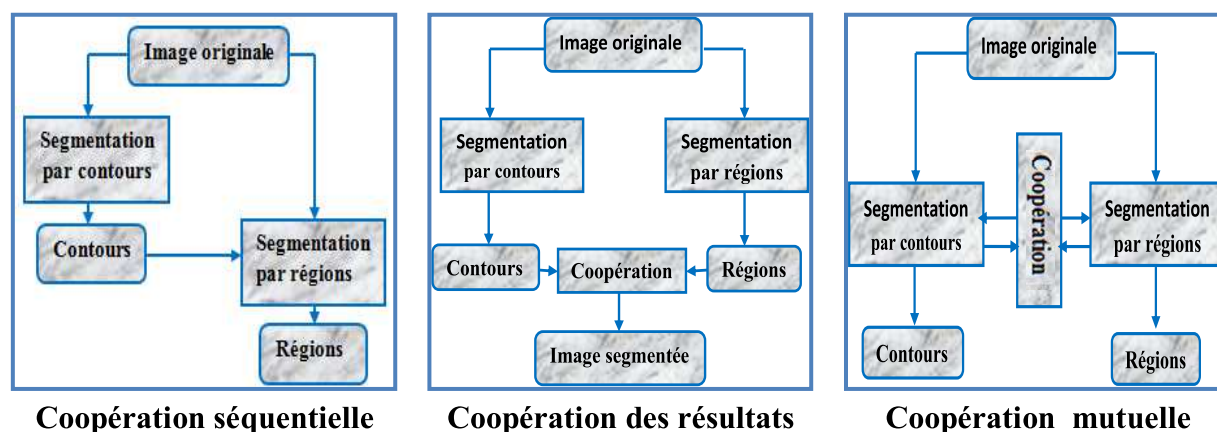 Image originale
Segmentation
par contours
Contours
Segmentation
par régions
Régions
Coopération séquentielle
Image originale
Segmentation
par contours
Segmentation
par régions
Contours
Coopération
Régions
Image segmentée
Coopération des résultats
Image originale
Coopération
Segmentation
par contours
Segmentation
par régions
Contours
Régions
Coopération mutuelle